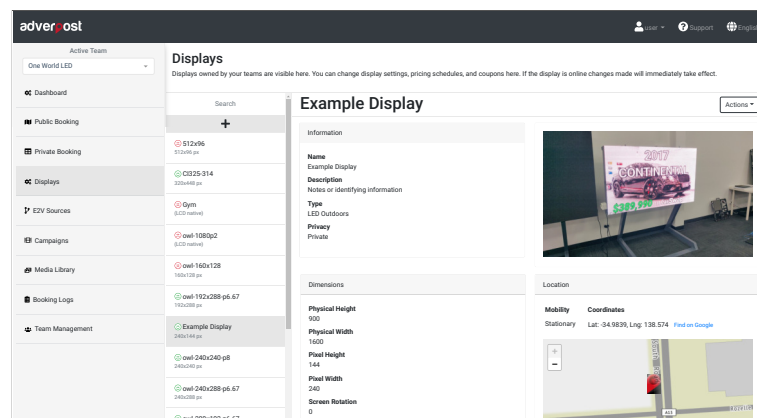 adverpost
user
Support
English
Active Team
One World LED
Dashboard
Public Booking
Private Booking
Displays
E2V Sources
Campaigns
Media Library
Booking Logs
Team Management
Displays
Displays owned by your teams are visible here. You can change display settings, pricing schedules, and coupons here. If the display is online changes made will immediately take effect.
Search
+
512x96
512x96 px
CI325-314
320x448 px
Gym
(LCD native)
owl-1080p2
(LCD native)
owl-160x128
160x128 px
owl-192x288-p6.67
192x288 px
Example Display
240x144 px
owl-240x240-p8
240x240 px
owl-240x288-p6.67
240x288 px
Example Display
Actions
Information
Name
Example Display
Description
Notes or identifying information
Type
LED Outdoors
Privacy
Private
2017
CONTINENTAL
$389,990
Dimensions
Physical Height
900
Physical Width
1600
Pixel Height
144
Pixel Width
240
Screen Rotation
0
Location
Mobility Coordinates
Stationary Lat: -34.9839, Lng: 138.574 Find on Google
+
−
A13